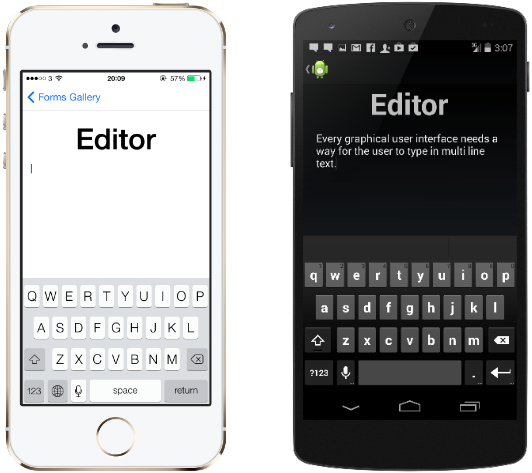 3 20:09 57%
Forms Gallery
Editor
Q W E R T Y U I O P
A S D F G H J K L
Z X C V B N M
123 space return
3:07
Editor
Every graphical user interface needs a
way for the user to type in multi line
text.
q w e r t y u i o p
a s d f g h j k l
z x c v b n m
?123 .